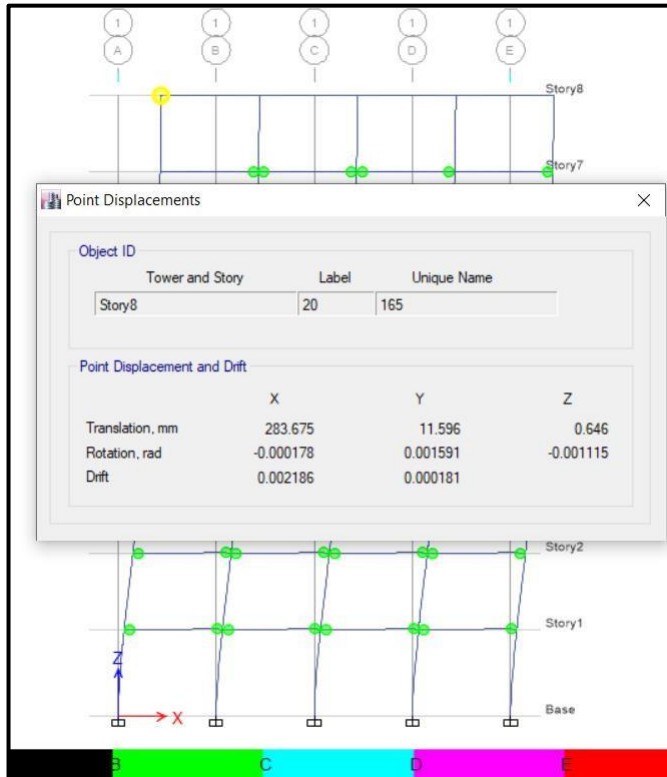 1 1 1 1 1
A B C D E
Story8
Story7
Point Displacements
Object ID
Tower and Story Label Unique Name
Story8 20 165
Point Displacement and Drift
X Y Z
Translation, mm 283.675 11.596 0.646
Rotation, rad -0.000178 0.001591 -0.001115
Drift 0.002186 0.000181
Story2
Story1
Z
X
Base
B C D E